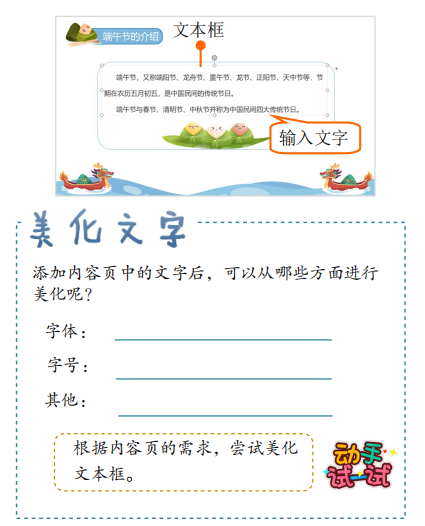 端午节的介绍
文本框
端午节，又称端阳节、龙舟节、重午节、龙节、正阳节、天中节等，节
期在农历五月初五，是中国民间的传统节日。
端午节与春节、清明节、中秋节并称为中国民间四大传统节日。
输入文字
美化文字
添加内容页中的文字后，可以从哪些方面进行
美化呢？
字体：
字号：
其他：
根据内容页的需求，尝试美化
文本框。
动手
试一试